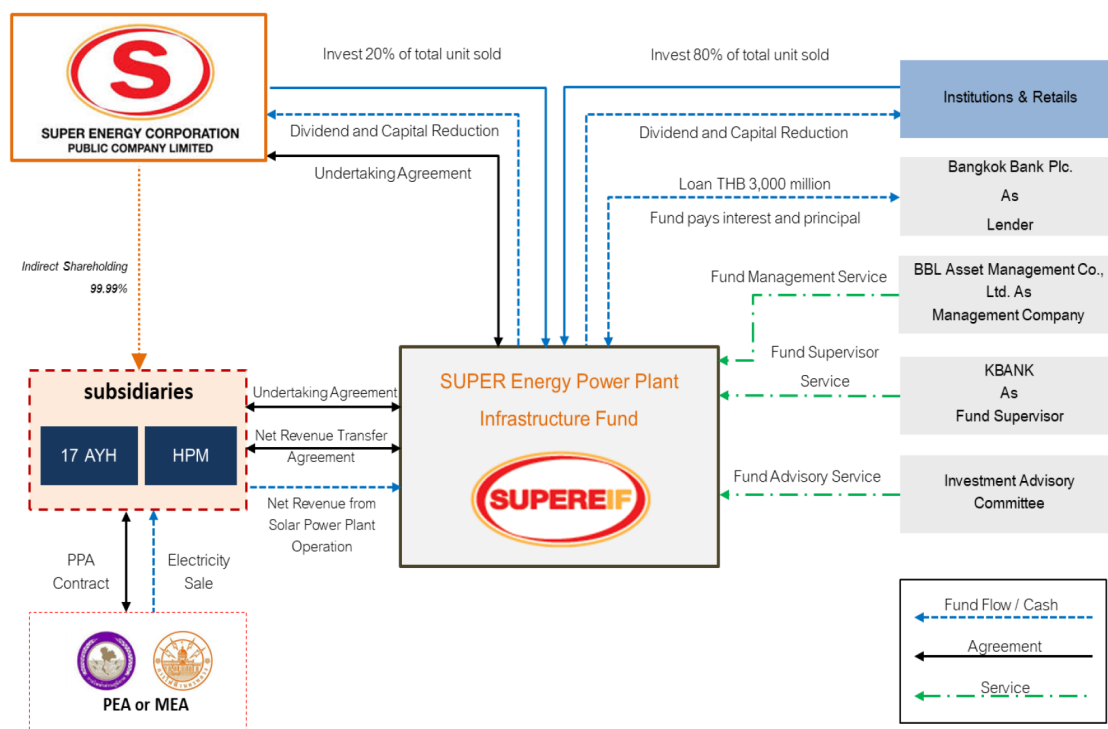 S
SUPER ENERGY CORPORATION
PUBLIC COMPANY LIMITED
Invest 20% of total unit sold
Invest 80% of total unit sold
Institutions & Retails
Dividend and Capital Reduction
Dividend and Capital Reduction
Undertaking Agreement
Loan THB 3,000 million
Fund pays interest and principal
Bangkok Bank Plc.
As
Lender
Indirect Shareholding
99.99%
Fund Management Service
BBL Asset Management Co.,
Ltd. As
Management Company
Fund Supervisor
Service
KBANK
As
Fund Supervisor
subsidiaries
17 AYH
HPM
Undertaking Agreement
Net Revenue Transfer
Agreement
Net Revenue from
Solar Power Plant
Operation
SUPER Energy Power Plant
Infrastructure Fund
SUPEREIF
Fund Advisory Service
Investment Advisory
Committee
PPA
Contract
Electricity
Sale
PEA or MEA
Fund Flow / Cash
Agreement
Service